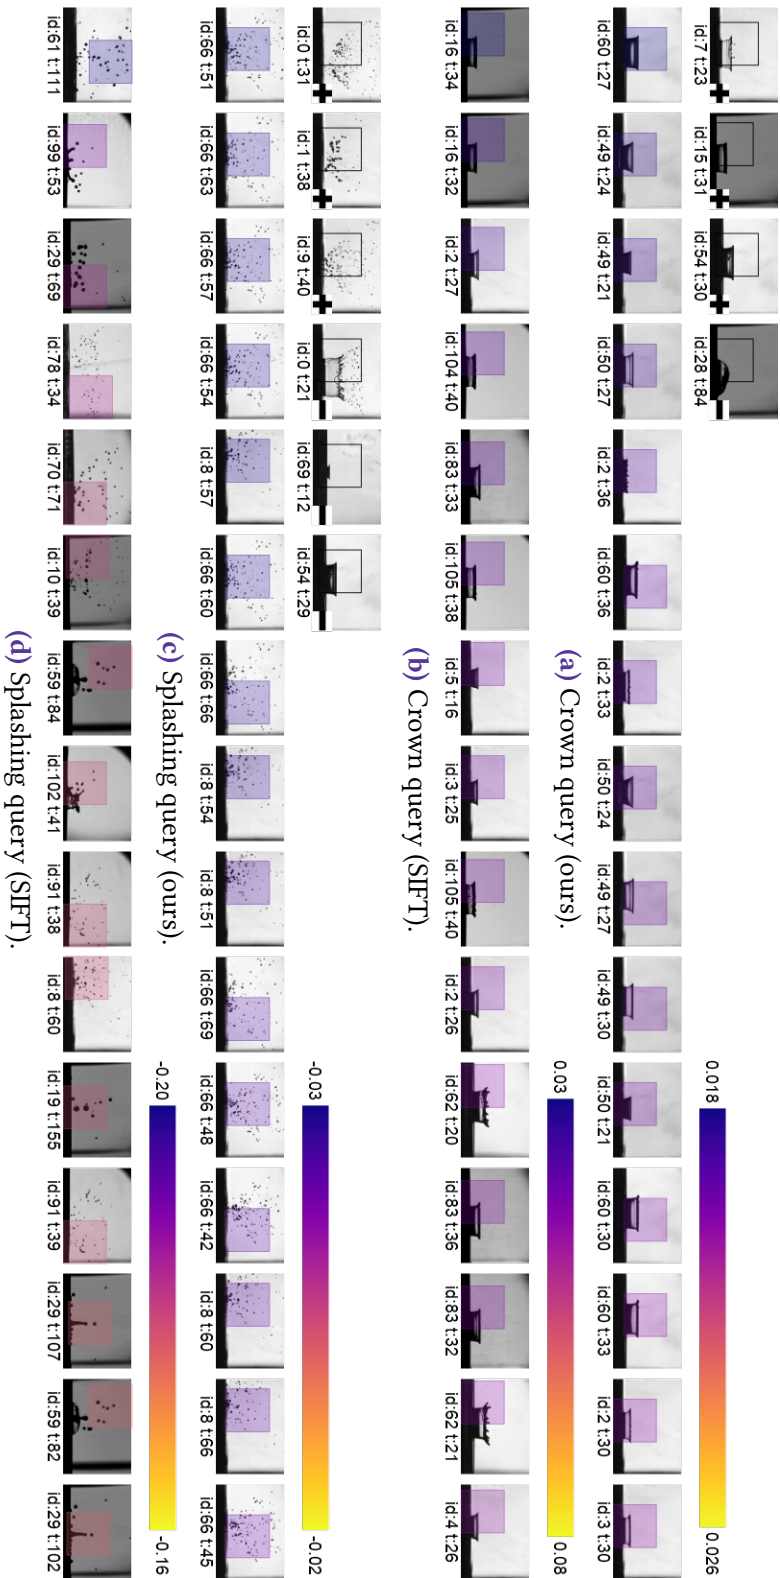 id:7 t:23 id:15 t:31 id:54 t:30 id:28 t:84
0.018 0.026
id:60 t:27 id:49 t:24 id:49 t:21 id:50 t:27 id:2 t:36 id:60 t:36 id:2 t:33 id:50 t:24 id:49 t:27 id:49 t:30 id:50 t:21 id:60 t:30 id:60 t:33 id:2 t:30 id:3 t:30
(a) Crown query (ours).
0.03 0.08
id:16 t:34 id:16 t:32 id:2 t:27 id:104 t:40 id:83 t:33 id:105 t:38 id:5 t:16 id:3 t:25 id:105 t:40 id:2 t:26 id:62 t:20 id:83 t:36 id:83 t:32 id:62 t:21 id:4 t:26
(b) Crown query (SIFT).
id:0 t:31 id:1 t:38 id:9 t:40 id:0 t:21 id:69 t:12 id:54 t:29
-0.03 -0.02
id:66 t:51 id:66 t:63 id:66 t:57 id:66 t:54 id:8 t:57 id:66 t:60 id:66 t:66 id:8 t:54 id:8 t:51 id:66 t:69 id:66 t:48 id:66 t:42 id:8 t:60 id:8 t:66 id:66 t:45
(c) Splashing query (ours).
-0.20 -0.16
id:61 t:111 id:99 t:53 id:29 t:69 id:78 t:34 id:70 t:71 id:10 t:39 id:59 t:84 id:102 t:41 id:91 t:38 id:8 t:60 id:19 t:155 id:91 t:39 id:29 t:107 id:59 t:82 id:29 t:102
(d) Splashing query (SIFT).